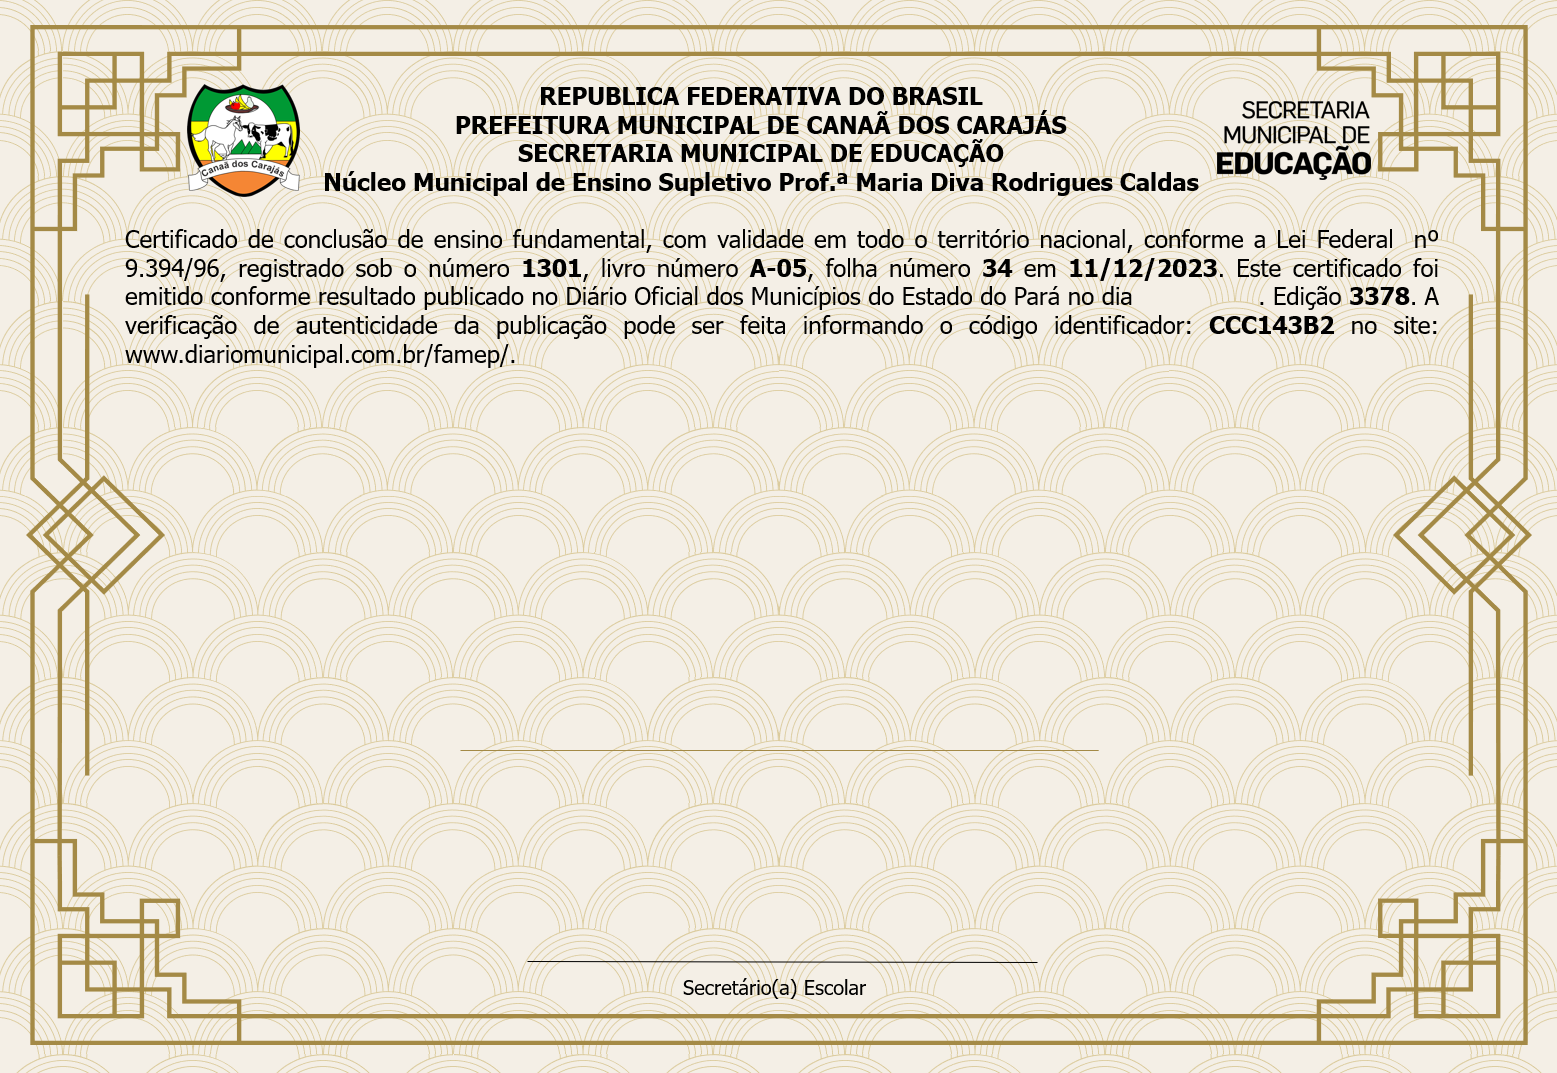 REPUBLICA FEDERATIVA DO BRASIL
PREFEITURA MUNICIPAL DE CANAÃ DOS CARAJÁS
SECRETARIA MUNICIPAL DE EDUCAÇÃO
Núcleo Municipal de Ensino Supletivo Prof.ª Maria Diva Rodrigues Caldas
Canaã dos Carajás
SECRETARIA
MUNICIPAL DE
EDUCAÇÃO
Certificado de conclusão de ensino fundamental, com validade em todo o território nacional, conforme a Lei Federal nº
9.394/96, registrado sob o número 1301, livro número A-05, folha número 34 em 11/12/2023. Este certificado foi
emitido conforme resultado publicado no Diário Oficial dos Municípios do Estado do Pará no dia . Edição 3378. A
verificação de autenticidade da publicação pode ser feita informando o código identificador: CCC143B2 no site:
www.diariomunicipal.com.br/famep/.
Secretário(a) Escolar